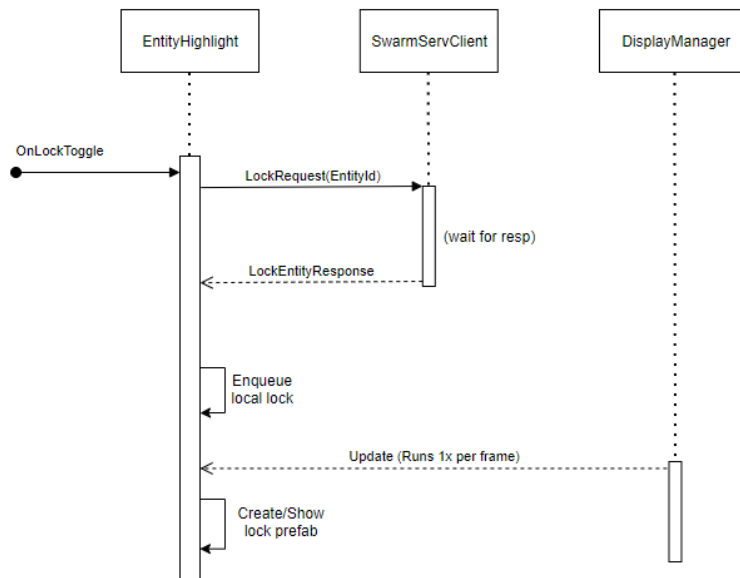 EntityHighlight
SwarmServClient
DisplayManager
OnLockToggle
LockRequest(EntityId)
(wait for resp)
LockEntityResponse
Enqueue
local lock
Update (Runs 1x per frame)
Create/Show
lock prefab